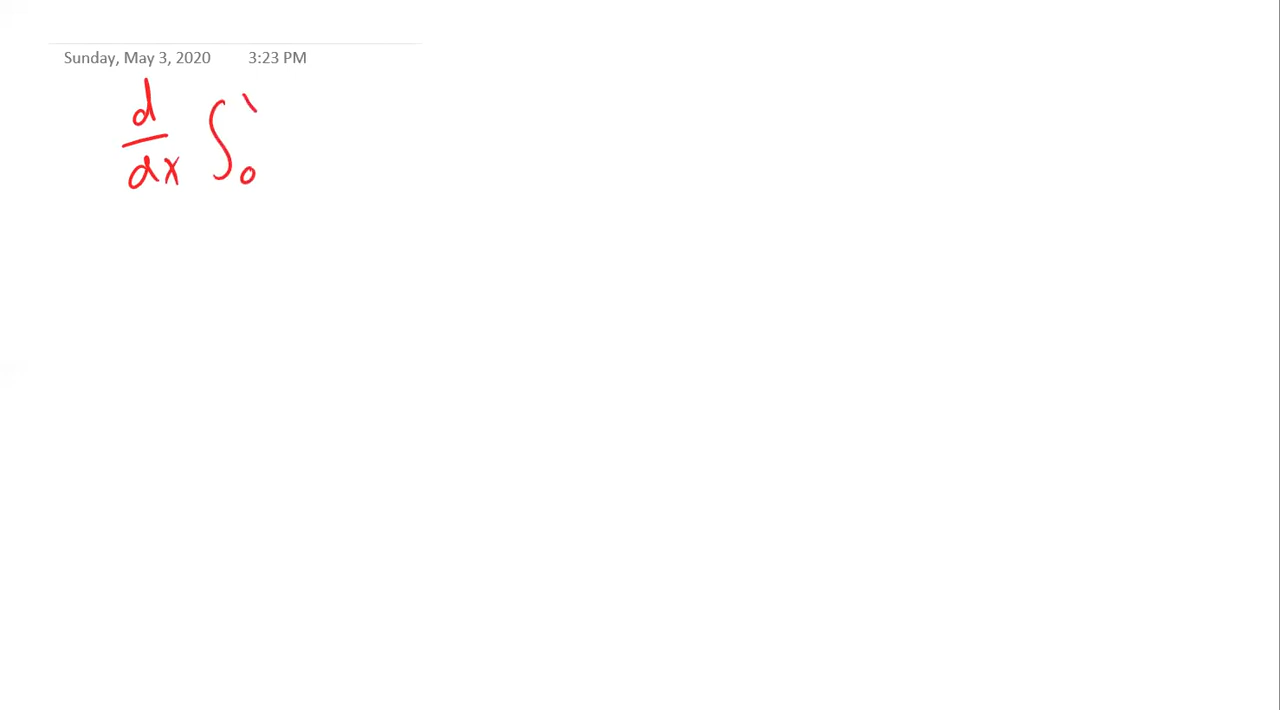 Sunday, May 3, 2020 3:23 PM
d/dx ∫₀